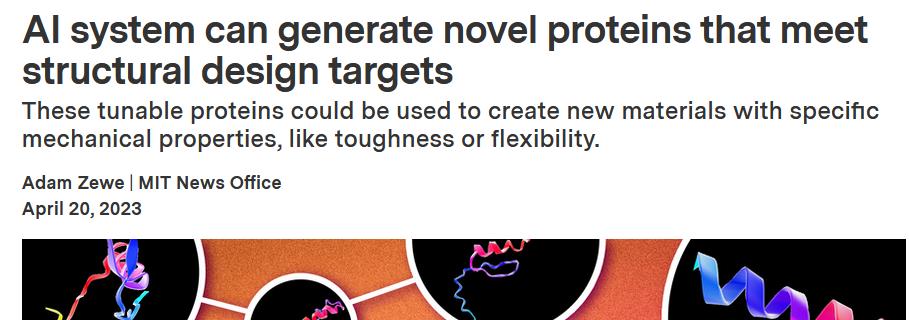 AI system can generate novel proteins that meet
structural design targets
These tunable proteins could be used to create new materials with specific
mechanical properties, like toughness or flexibility.
Adam Zewe | MIT News Office
April 20, 2023